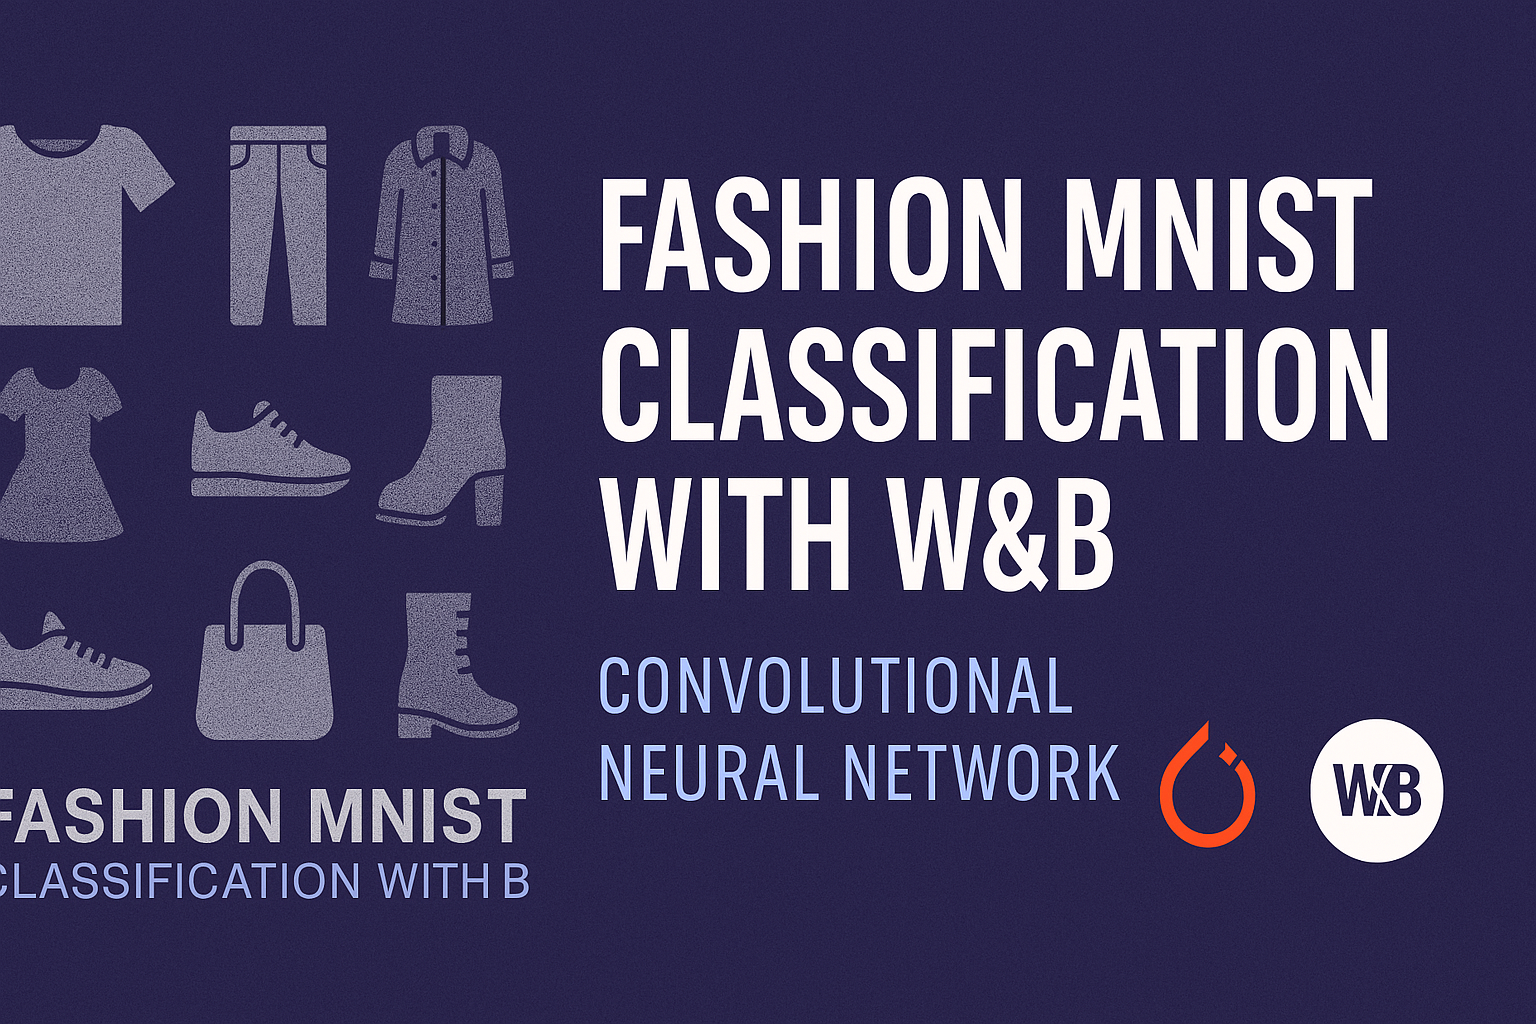 FASHION MNIST
CLASSIFICATION
WITH W&B
CONVOLUTIONAL
NEURAL NETWORK
W&B
FASHION MNIST
CLASSIFICATION WITH B